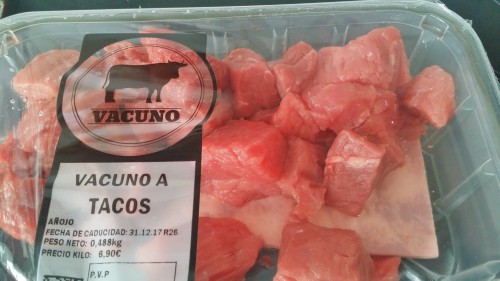 VACUNO
VACUNO A
TACOS
AÑOJO
FECHA DE CADUCIDAD: 31.12.17 R26
PESO NETO: 0,488kg
PRECIO KILO: 6,90€
P.V.P